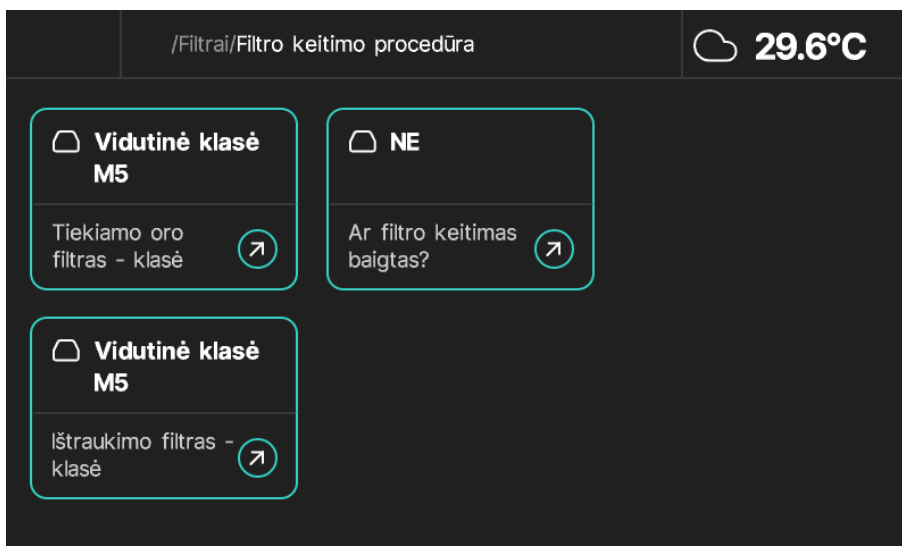 /Filtrai/Filtro keitimo procedūra
29.6°C
Vidutinė klasė
M5
Tiekiamo oro
filtras - klasė
NE
Ar filtro keitimas
baigtas?
Vidutinė klasė
M5
Ištraukimo filtras -
klasė